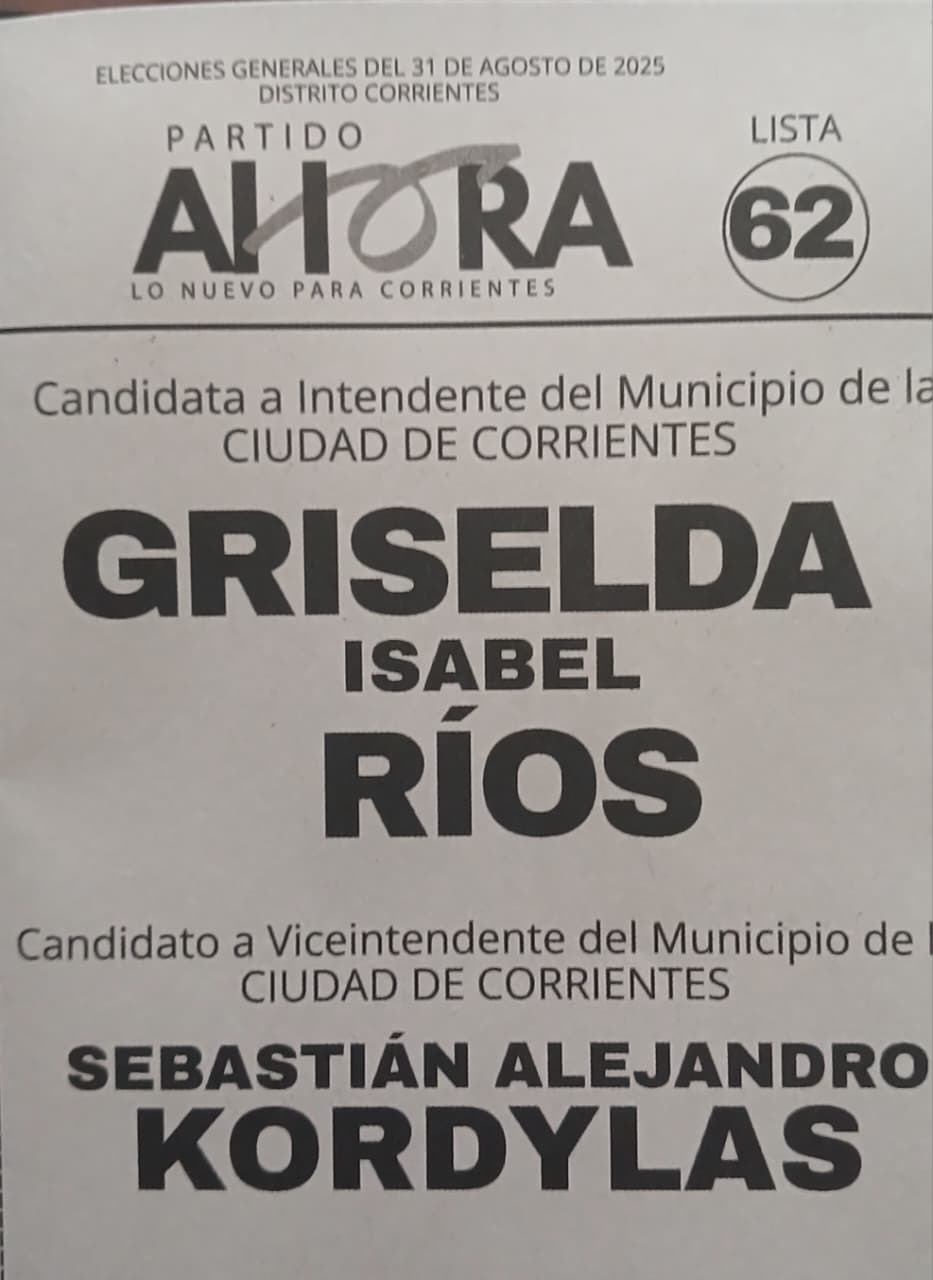 ELECCIONES GENERALES DEL 31 DE AGOSTO DE 2025
DISTRITO CORRIENTES
PARTIDO
AHORA
LO NUEVO PARA CORRIENTES
LISTA
62
Candidata a Intendente del Municipio de la
CIUDAD DE CORRIENTES
GRISELDA
ISABEL
RÍOS
Candidato a Viceintendente del Municipio de
CIUDAD DE CORRIENTES
SEBASTIÁN ALEJANDRO
KORDYLAS